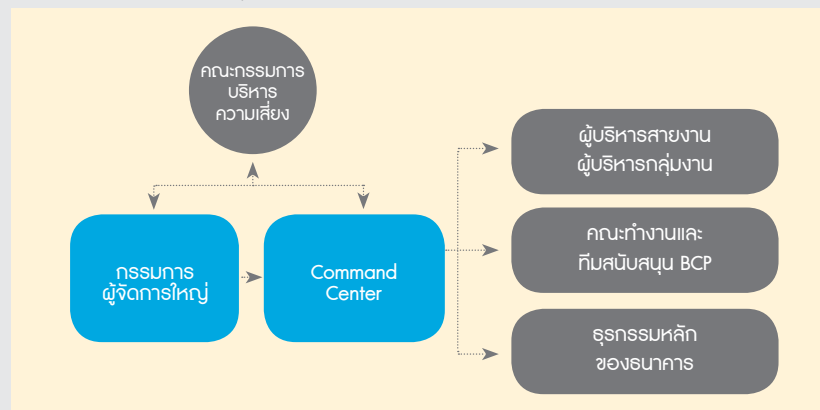 คณะกรรมการ
บริหาร
ความเสี่ยง
ผู้บริหารสายงาน
ผู้บริหารกลุ่มงาน
คณะทำงานและ
ทีมสนับสนุน BCP
กรรมการ
ผู้จัดการใหญ่
Command
Center
ธุรกรรมหลัก
ของธนาคาร